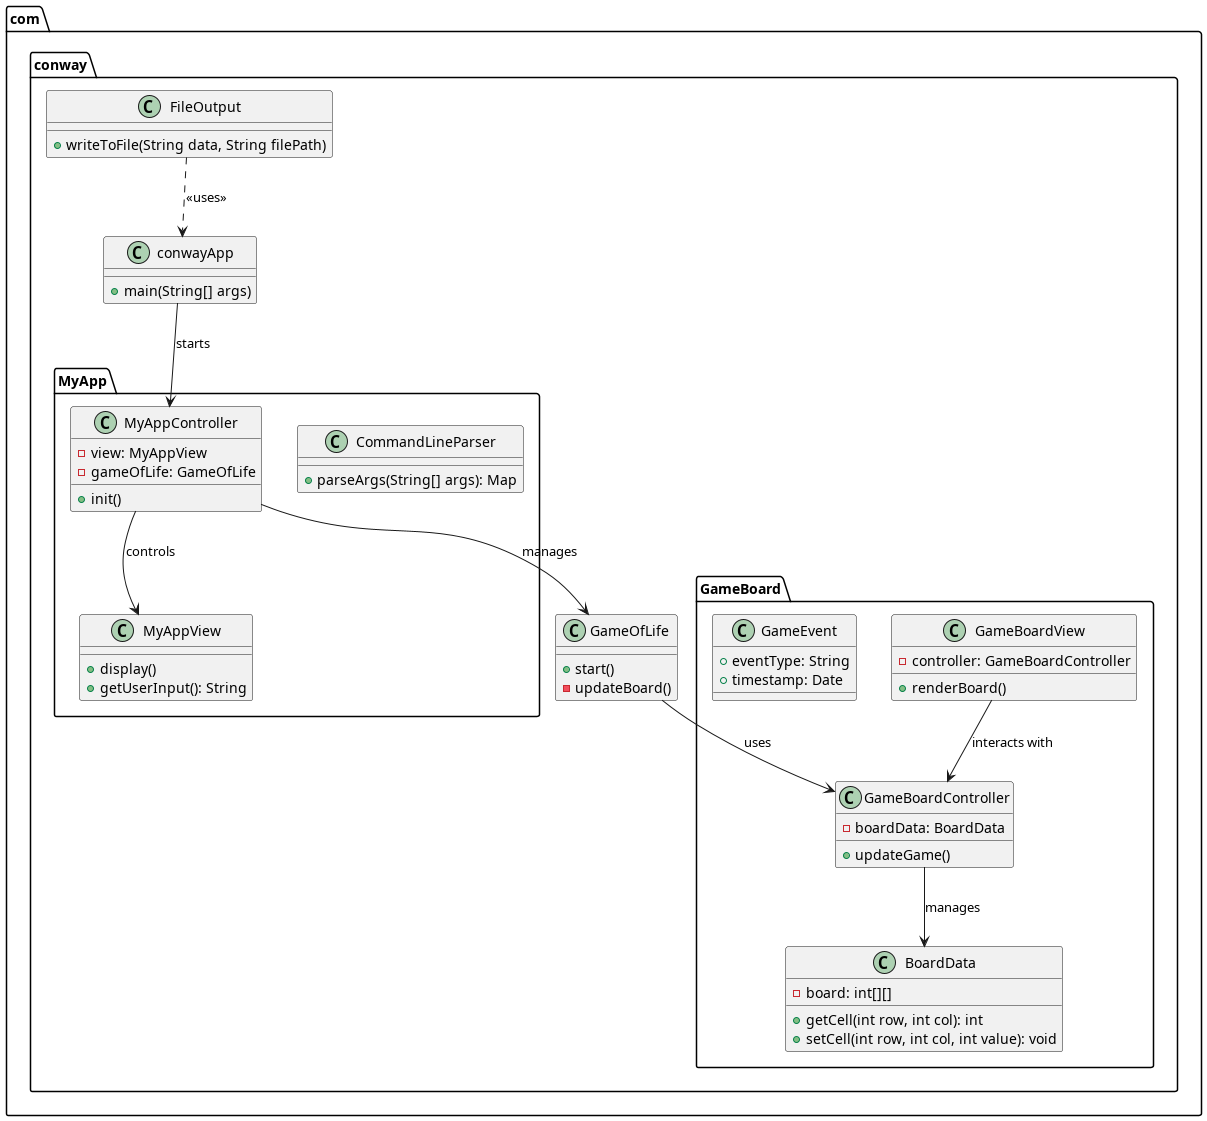 com
conway
C FileOutput
writeToFile(String data, String filePath)
«uses»
C conwayApp
main(String[] args)
starts
MyApp
C MyAppController
view: MyAppView
gameOfLife: GameOfLife
init()
C CommandLineParser
parseArgs(String[] args): Map
controls
manages
C MyAppView
display()
getUserInput(): String
C GameOfLife
start()
updateBoard()
GameBoard
C GameEvent
eventType: String
timestamp: Date
C GameBoardView
controller: GameBoardController
renderBoard()
uses
interacts with
C GameBoardController
boardData: BoardData
updateGame()
manages
C BoardData
board: int[][]
getCell(int row, int col): int
setCell(int row, int col, int value): void